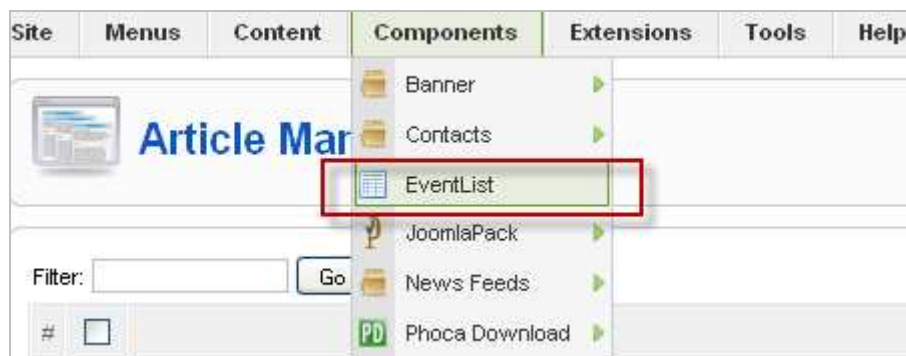 Site Menus Content Components Extensions Tools Help
Banner
Article Mar
Contacts
EventList
JoomlaPack
Filter: Go
News Feeds
# PD Phoca Download